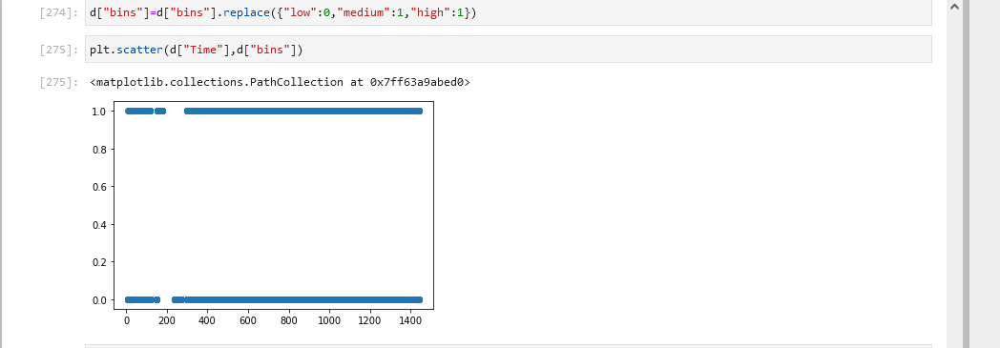 [274]: d["bins"]=d["bins"].replace({"low":0,"medium":1,"high":1})
[275]: plt.scatter(d["Time"],d["bins"])
[275]: <matplotlib.collections.PathCollection at 0x7ff63a9abed0>
1.0
0.8
0.6
0.4
0.2
0.0
0 200 400 600 800 1000 1200 1400